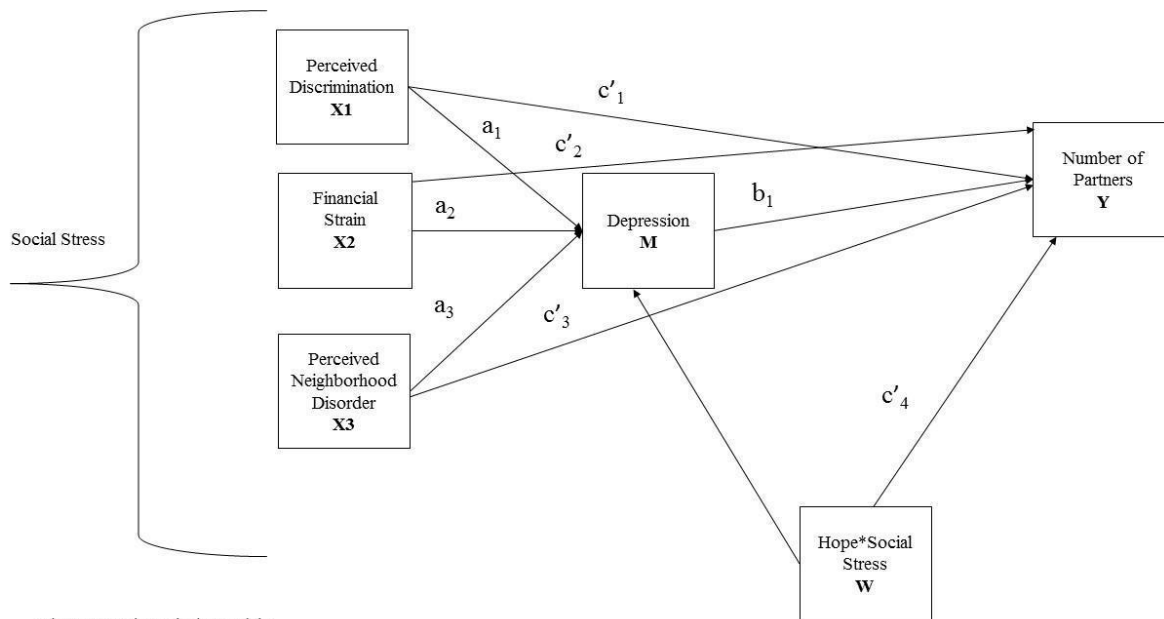 Perceived
Discrimination
X1
c'₁
a₁
c'₂
Number of
Partners
Y
Financial
Strain
X2
a₂
Depression
M
b₁
Social Stress
a₃
c'₃
Perceived
Neighborhood
Disorder
X3
c'₄
Hope*Social
Stress
W